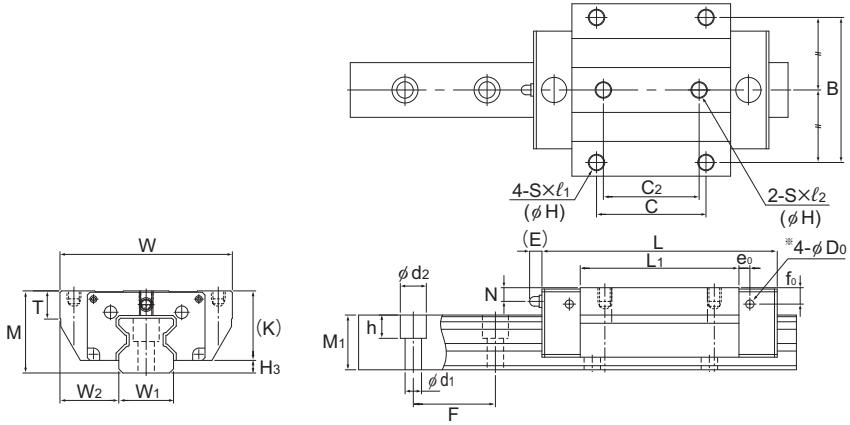 B
4-S×ℓ1
(φH)
C2
C
2-S×ℓ2
(φH)
W
T
M
(K)
H3
W2
W1
(E)
L
L1
e0
※4-φD0
f0
φd2
N
h
M1
φd1
F